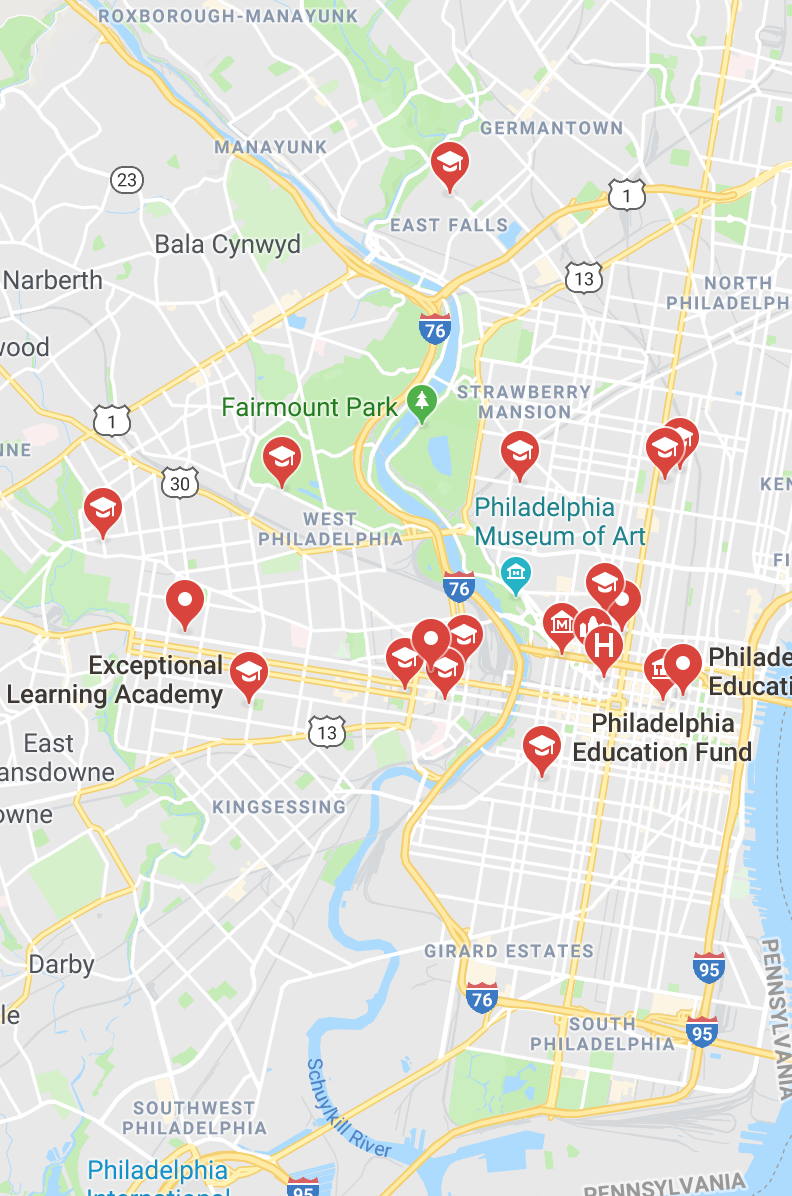 ROXBOROUGH-MANAYUNK
GERMANTOWN
MANAYUNK
23
1
EAST FALLS
Bala Cynwyd
13
Narberth
NORTH
PHILADELPH
76
wood
Fairmount Park
STRAWBERRY
MANSION
1
NNE
30
KEN
Philadelphia
Museum of Art
WEST
PHILADELPHIA
FI
76
M
H
Exceptional
Learning Academy
Philade
Educati
Philadelphia
Education Fund
13
East
ansdowne
owne
KINGSESSING
GIRARD ESTATES
Darby
95
76
le
SOUTH
PHILADELPHIA
95
PENNSYLVANIA
Schuylkill River
SOUTHWEST
PHILADELPHIA
Philadelphia
International
95
PENNSYLVANIA